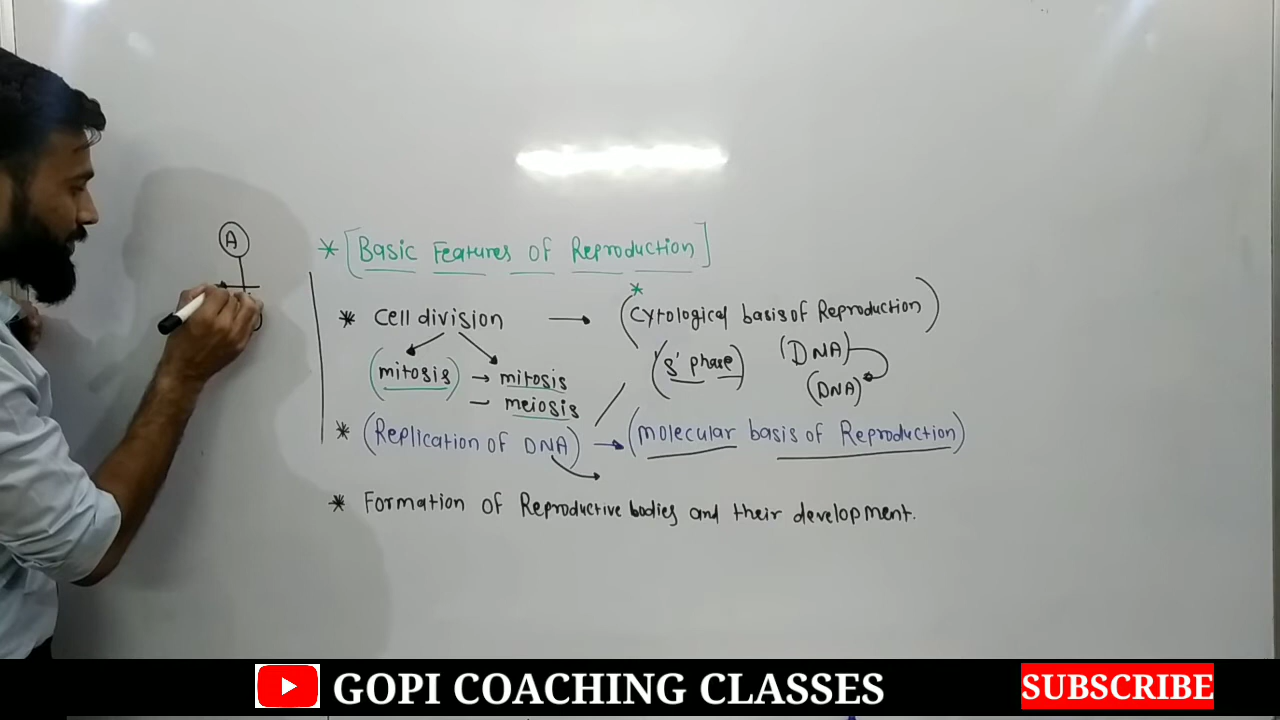 A
* [Basic Features of Reproduction]
*
* Cell division → (Cytological basis of Reproduction)
(mitosis) → mitosis ('S' phase) (DNA)
— meiosis (DNA)
* (Replication of DNA) → (molecular basis of Reproduction)
* Formation of Reproductive bodies and their development.
GOPI COACHING CLASSES SUBSCRIBE